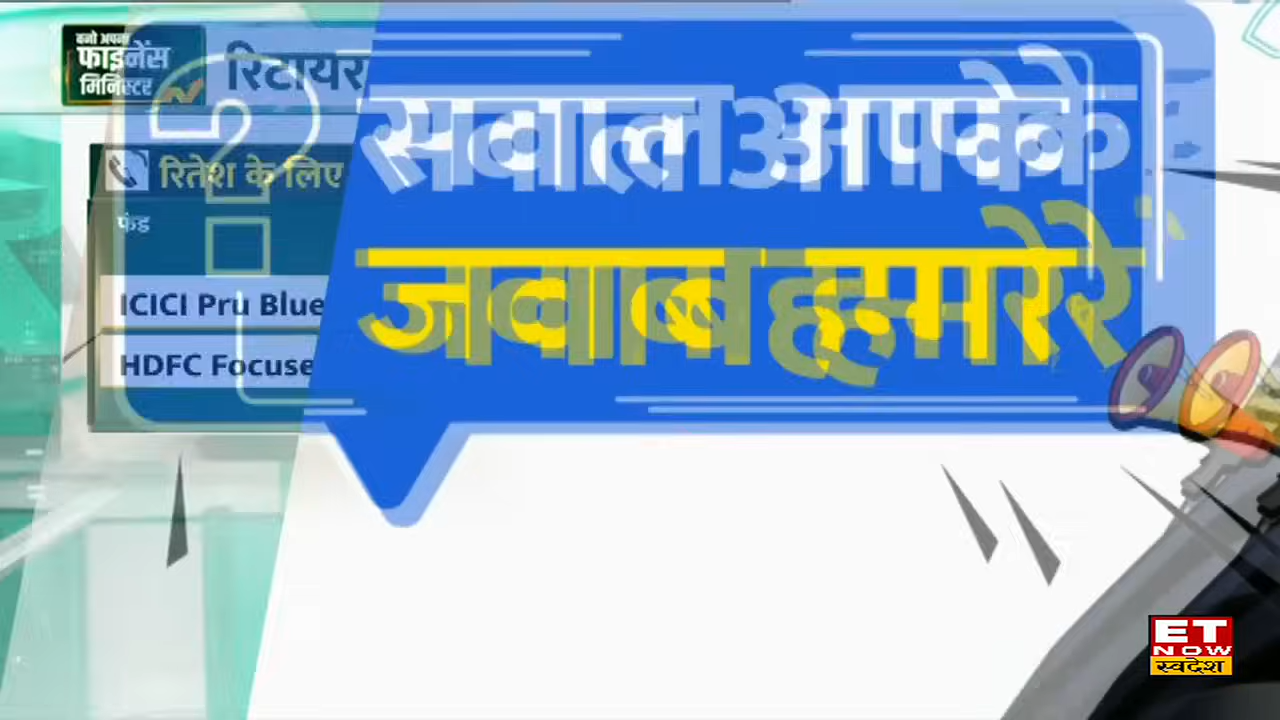 बनो अपना
फाइनेंस
मिनिस्टर
रिटायर
रितेश के लिए
फंड
ICICI Pru Blue
HDFC Focuse
सवाल आपके
जवाब हमारे
ET
NOW
स्वदेश